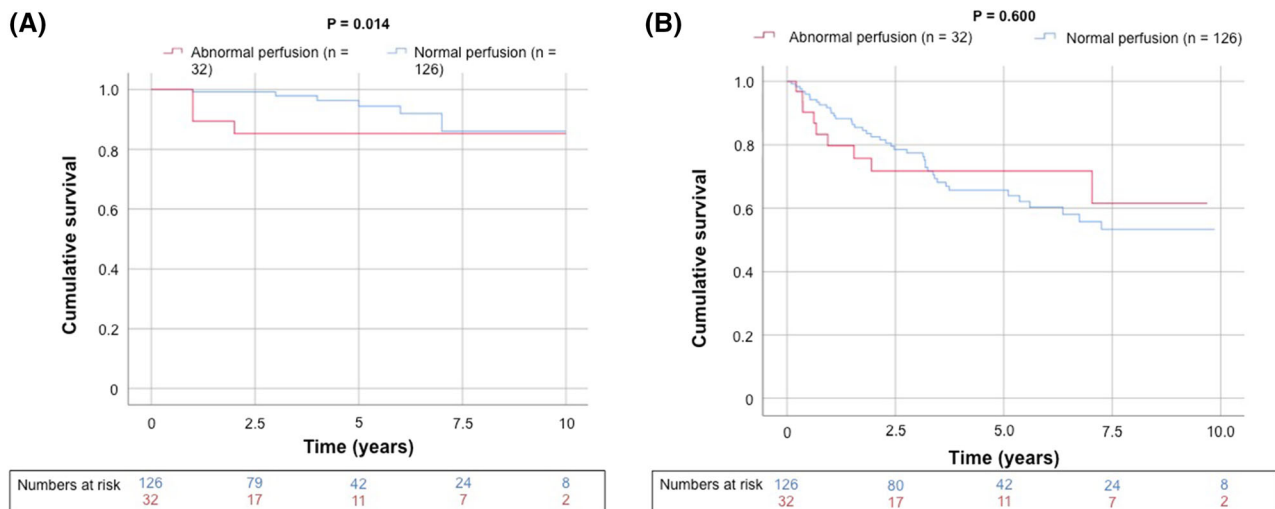 (A)
P = 0.014
Abnormal perfusion (n =
32)
Normal perfusion (n =
126)
1.0
0.8
0.6
0.4
0.2
0
Cumulative survival
0 2.5 5 7.5 10
Time (years)
Numbers at risk 126 79 42 24 8
32 17 11 7 2
(B)
P = 0.600
Abnormal perfusion (n = 32) Normal perfusion (n = 126)
1.0
0.8
0.6
0.4
0.2
0
Cumulative survival
0 2.5 5.0 7.5 10.0
Time (years)
Numbers at risk 126 80 42 24 8
32 17 11 7 2